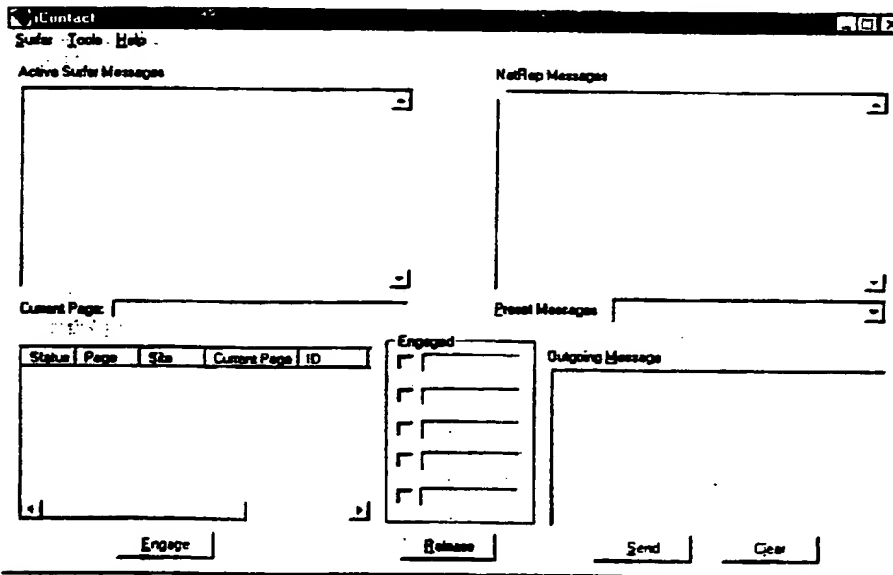 iContact
Surfer Tools Help
Active Surfer Messages
NetRep Messages
Current Page:
Preset Messages
Status Page Site Current Page ID
Engaged
Outgoing Message
Engage
Release
Send
Clear